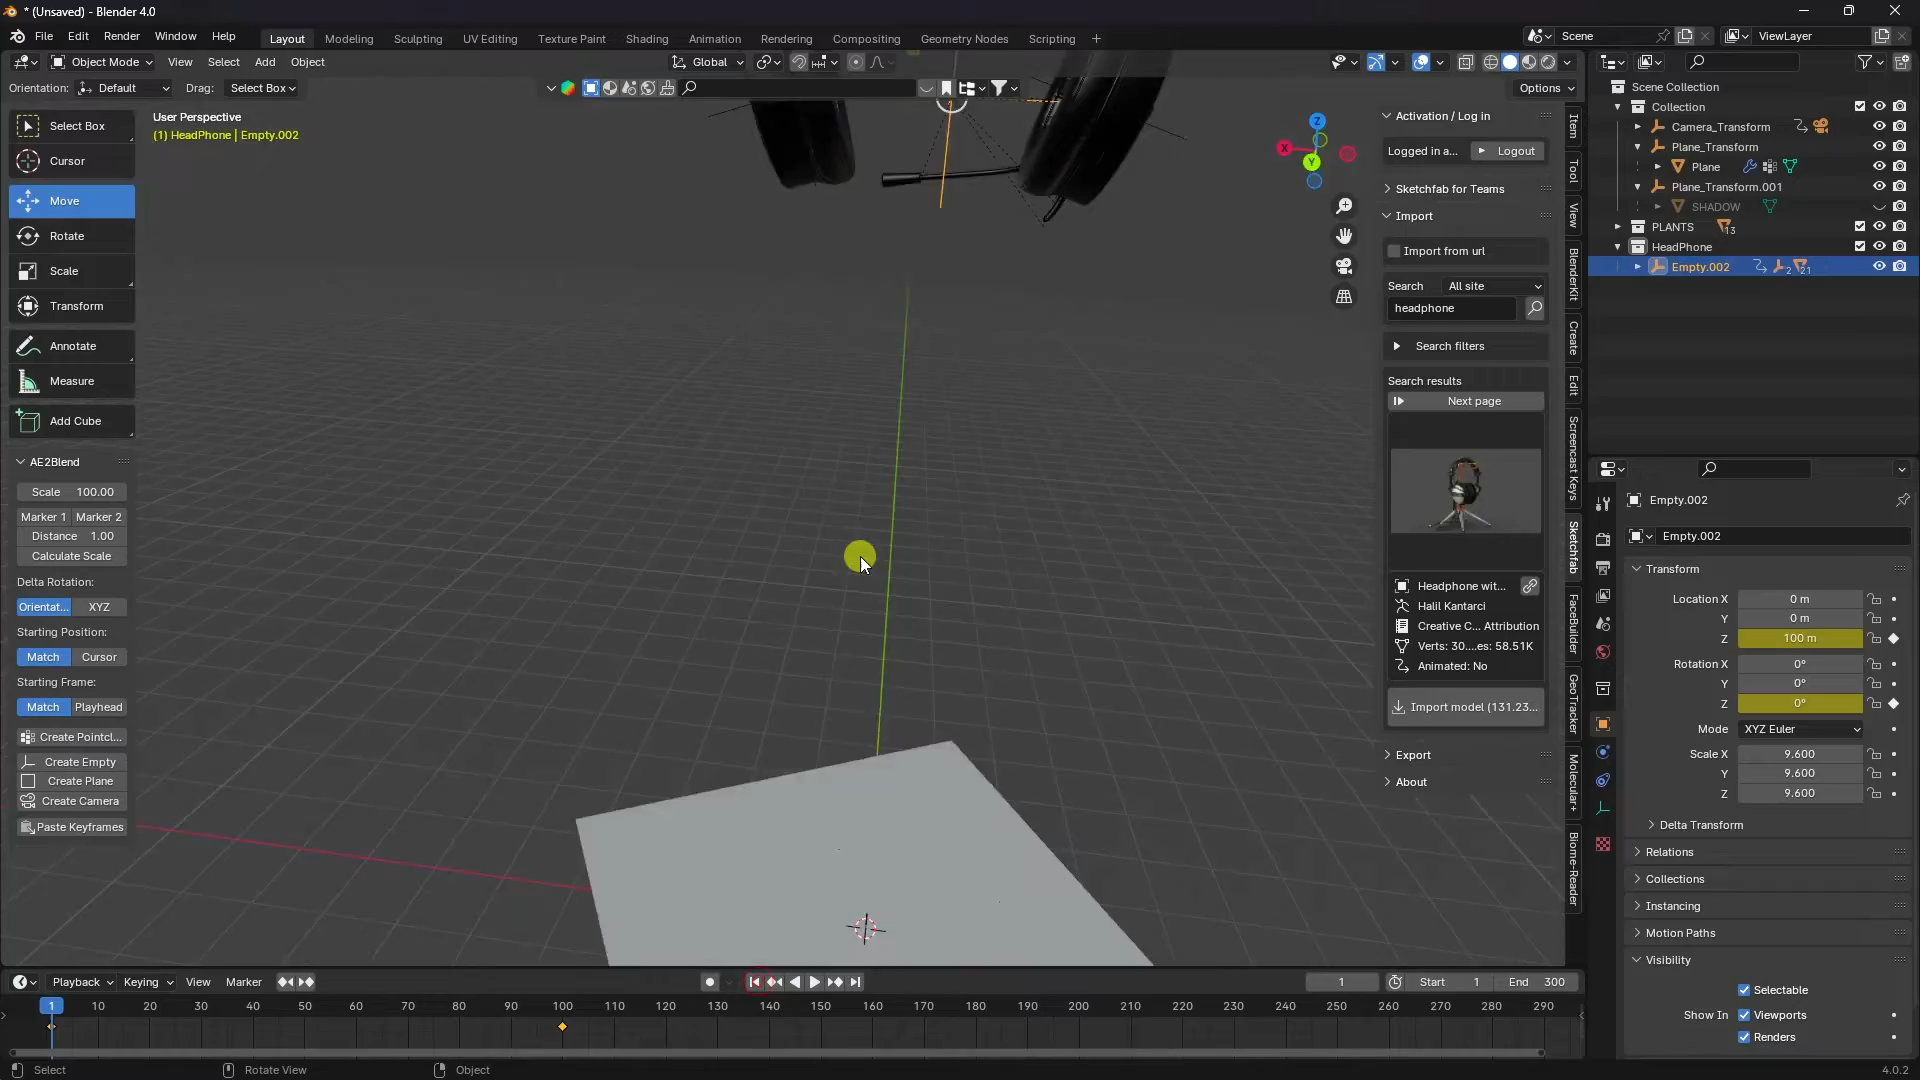 * (Unsaved) - Blender 4.0
File Edit Render Window Help
Layout Modeling Sculpting UV Editing Texture Paint Shading Animation Rendering Compositing Geometry Nodes Scripting +
Scene
ViewLayer
Object Mode View Select Add Object
Global
Orientation: Default Drag: Select Box
Options
User Perspective
(1) HeadPhone | Empty.002
Select Box
Cursor
Move
Rotate
Scale
Transform
Annotate
Measure
Add Cube
AE2Blend
Scale 100.00
Marker 1 Marker 2
Distance 1.00
Calculate Scale
Delta Rotation:
Orientat... XYZ
Starting Position:
Match Cursor
Starting Frame:
Match Playhead
Create Pointcl...
Create Empty
Create Plane
Create Camera
Paste Keyframes
Z
X
Y
Activation / Log in
Logged in a... Logout
Sketchfab for Teams
Import
Import from url
Search All site
headphone
Search filters
Search results
Next page
Headphone wit...
Halil Kantarci
Creative C... Attribution
Verts: 30....es: 58.51K
Animated: No
Import model (131.23...
Export
About
Item
Tool
View
BlenderKit
Create
Edit
Screencast Keys
Sketchfab
FaceBuilder
GeoTracker
Molecular+
Biome-Reader
Scene Collection
Collection
Camera_Transform
Plane_Transform
Plane
Plane_Transform.001
SHADOW
PLANTS 13
HeadPhone
Empty.002 2 21
Empty.002
Empty.002
Transform
Location X 0 m
Y 0 m
Z 100 m
Rotation X 0°
Y 0°
Z 0°
Mode XYZ Euler
Scale X 9.600
Y 9.600
Z 9.600
Delta Transform
Relations
Collections
Instancing
Motion Paths
Visibility
Selectable
Show In Viewports
Renders
Playback Keying View Marker
1 Start 1 End 300
1 10 20 30 40 50 60 70 80 90 100 110 120 130 140 150 160 170 180 190 200 210 220 230 240 250 260 270 280 290
Select Rotate View Object
4.0.2